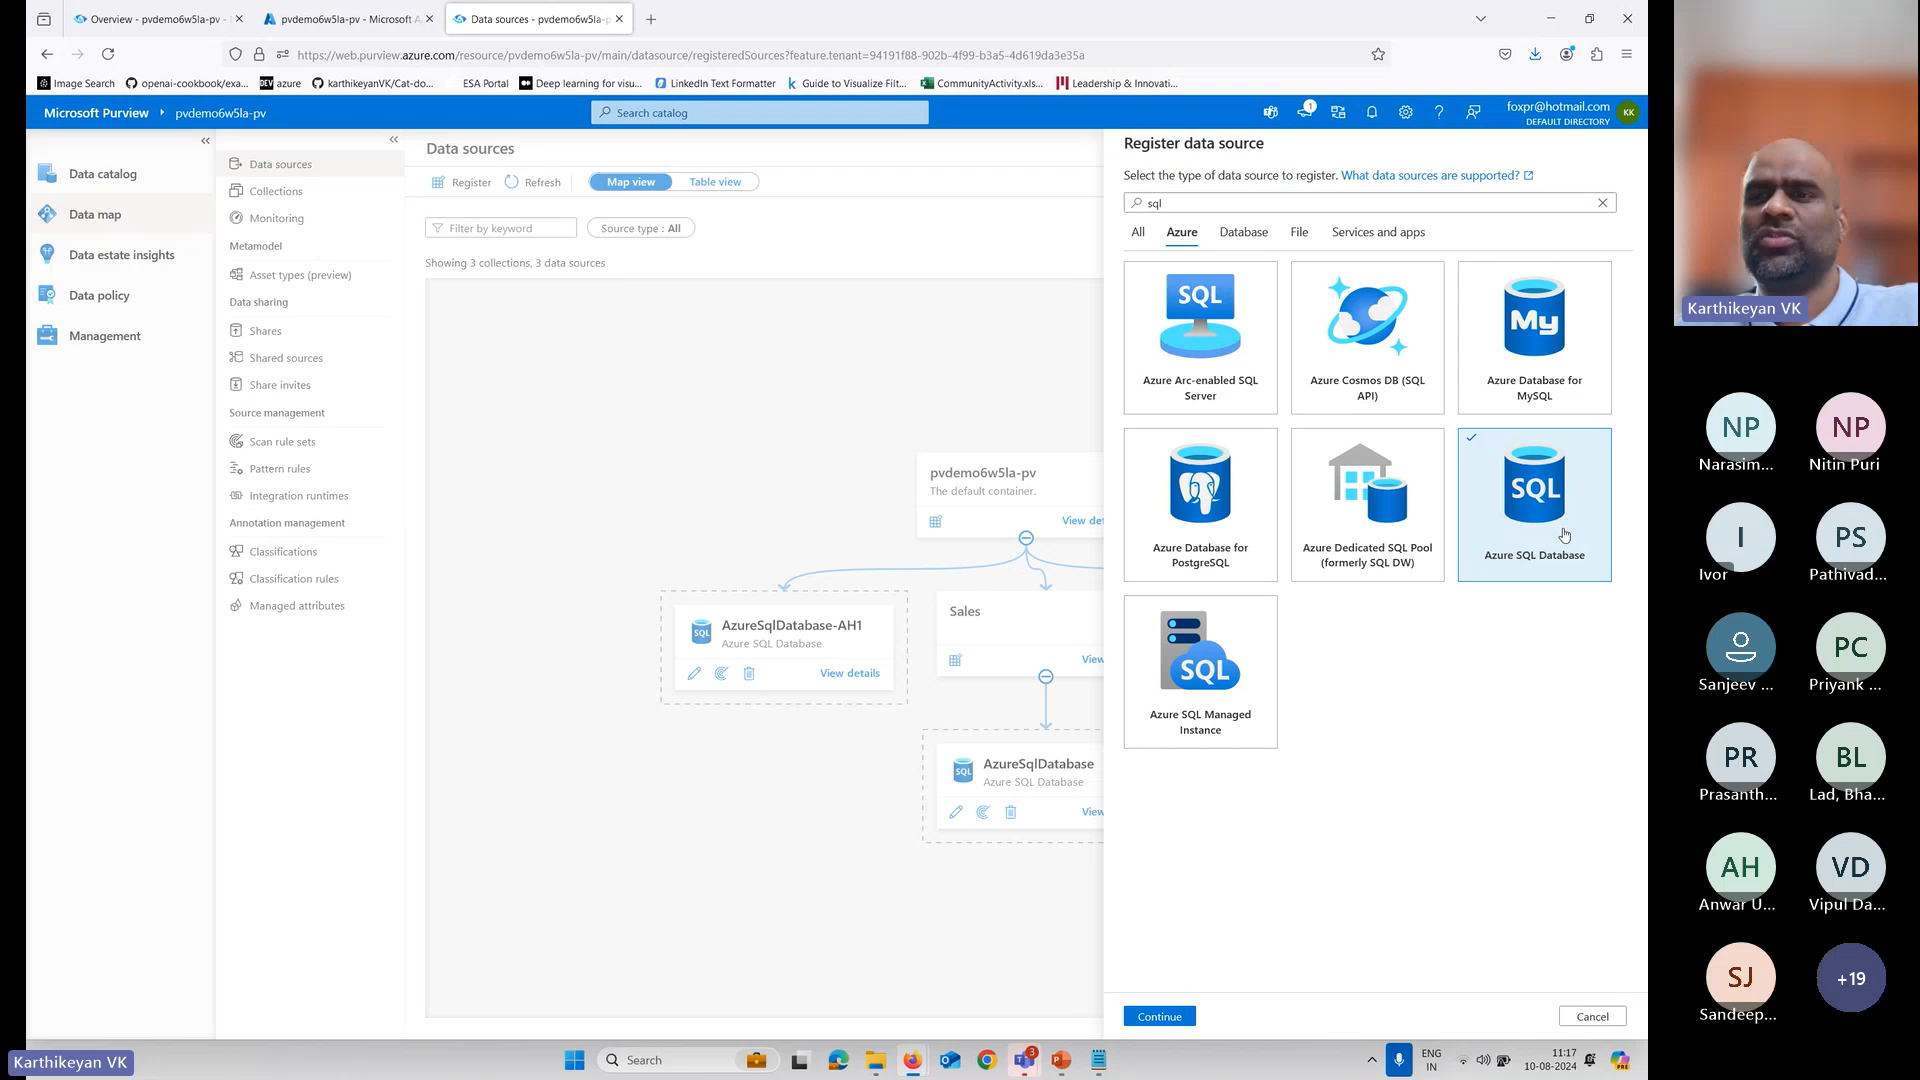 Overview - pvdemo6w5la-pv -
pvdemo6w5la-pv - Microsoft A
Data sources - pvdemo6w5la-p
https://web.purview.azure.com/resource/pvdemo6w5la-pv/main/datasource/registeredSources?feature.tenant=94191f88-902b-4f99-b3a5-4d619da3e35a
Image Search
openai-cookbook/exa...
DEV azure
karthikeyanVK/Cat-do...
ESA Portal
Deep learning for visu...
LinkedIn Text Formatter
Guide to Visualize Filt...
CommunityActivity.xls...
Leadership & Innovati...
Microsoft Purview
pvdemo6w5la-pv
Search catalog
1
foxpr@hotmail.com
DEFAULT DIRECTORY
KK
Data catalog
Data map
Data estate insights
Data policy
Management
Data sources
Collections
Monitoring
Metamodel
Asset types (preview)
Data sharing
Shares
Shared sources
Share invites
Source management
Scan rule sets
Pattern rules
Integration runtimes
Annotation management
Classifications
Classification rules
Managed attributes
Data sources
Register
Refresh
Map view
Table view
Filter by keyword
Source type : All
Showing 3 collections, 3 data sources
pvdemo6w5la-pv
The default container.
View det
SQL
AzureSqlDatabase-AH1
Azure SQL Database
View details
Sales
View
SQL
AzureSqlDatabase
Azure SQL Database
View
Register data source
Select the type of data source to register. What data sources are supported?
sql
All
Azure
Database
File
Services and apps
SQL
Azure Arc-enabled SQL
Server
Azure Cosmos DB (SQL
API)
My
Azure Database for
MySQL
Azure Database for
PostgreSQL
Azure Dedicated SQL Pool
(formerly SQL DW)
SQL
Azure SQL Database
SQL
Azure SQL Managed
Instance
Continue
Cancel
Karthikeyan VK
NP
Narasim...
NP
Nitin Puri
I
Ivor
PS
Pathivad...
Sanjeev ...
PC
Priyank ...
PR
Prasanth...
BL
Lad, Bha...
AH
Anwar U...
VD
Vipul Da...
SJ
Sandeep...
+19
Karthikeyan VK
Search
3
ENG
IN
11:17
10-08-2024
PRE